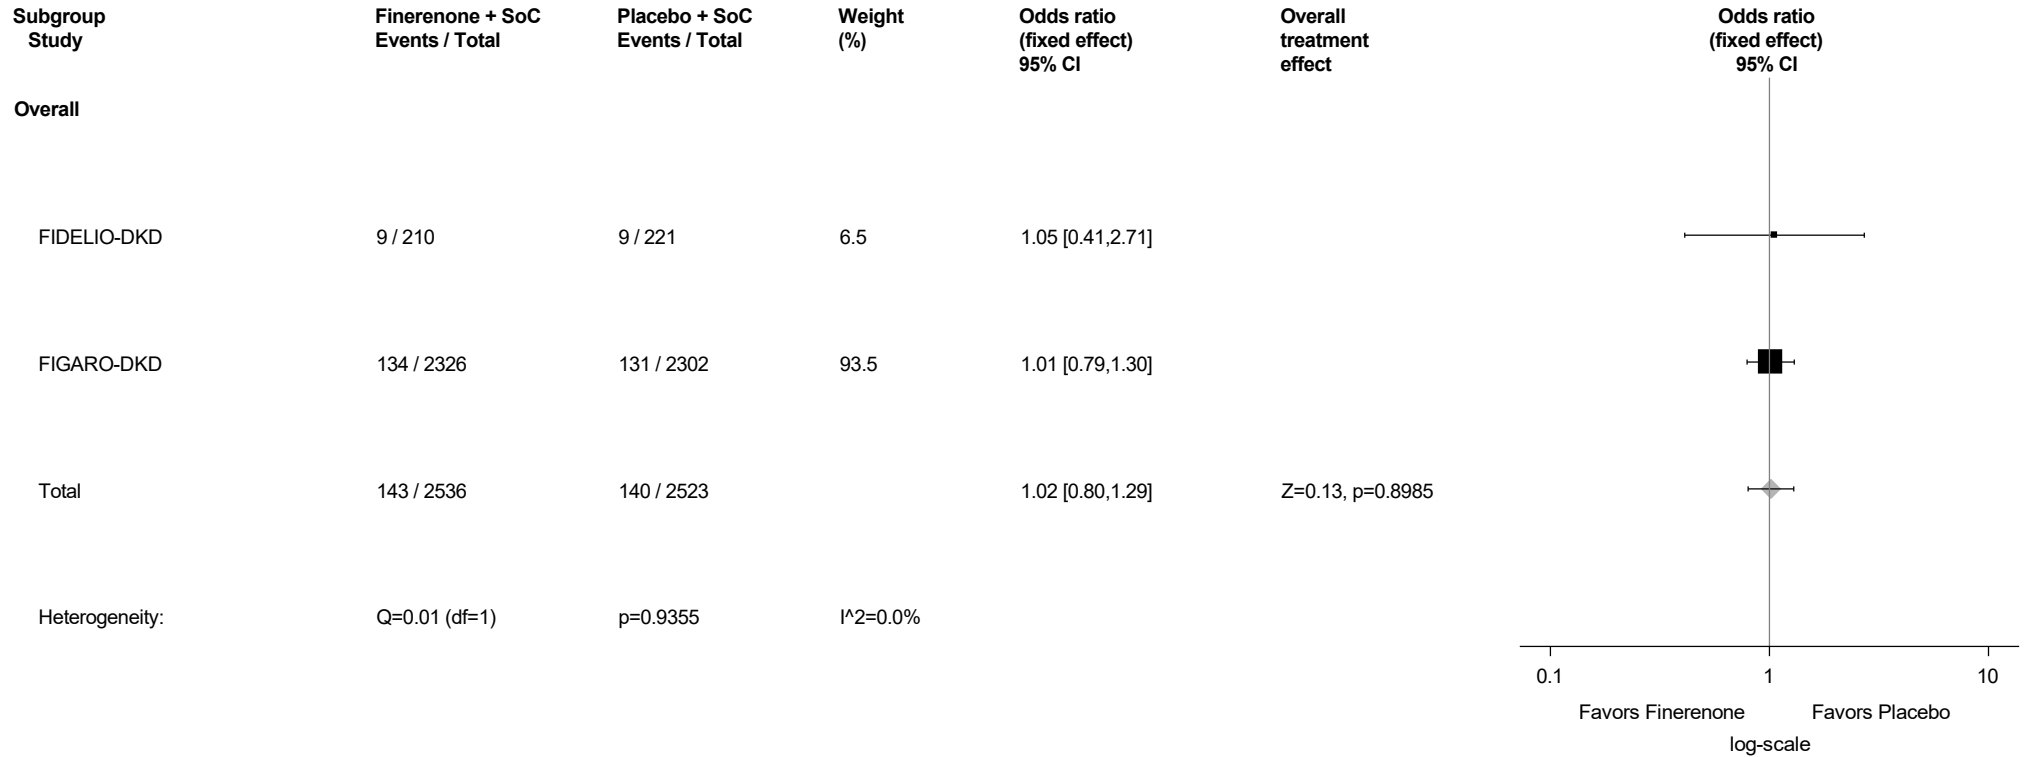 Subgroup Finerenone + SoC Placebo + SoC Weight Odds ratio Overall Odds ratio
Study Events / Total Events / Total (%) (fixed effect) treatment (fixed effect)
95% CI effect 95% CI
Overall
FIDELIO-DKD 9 / 210 9 / 221 6.5 1.05 [0.41,2.71]
FIGARO-DKD 134 / 2326 131 / 2302 93.5 1.01 [0.79,1.30]
Total 143 / 2536 140 / 2523 1.02 [0.80,1.29] Z=0.13, p=0.8985
Heterogeneity: Q=0.01 (df=1) p=0.9355 I^2=0.0%
0.1 1 10
Favors Finerenone Favors Placebo
log-scale